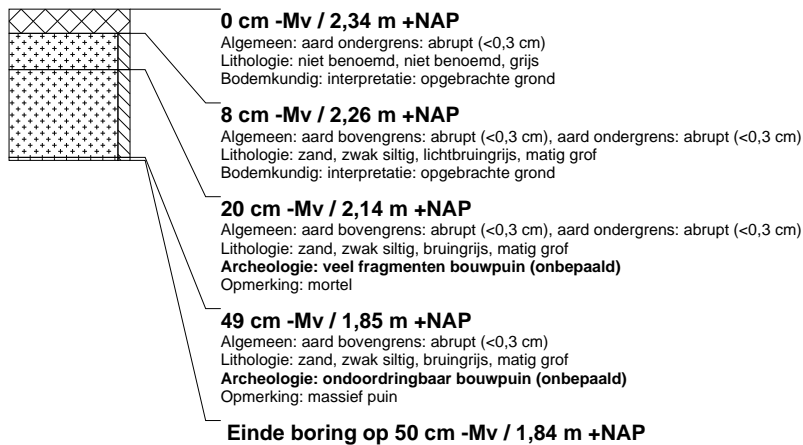 0 cm -Mv / 2,34 m +NAP
Algemeen: aard ondergrens: abrupt (<0,3 cm)
Lithologie: niet benoemd, niet benoemd, grijs
Bodemkundig: interpretatie: opgebrachte grond
8 cm -Mv / 2,26 m +NAP
Algemeen: aard bovengrens: abrupt (<0,3 cm), aard ondergrens: abrupt (<0,3 cm)
Lithologie: zand, zwak siltig, lichtbruingrijs, matig grof
Bodemkundig: interpretatie: opgebrachte grond
20 cm -Mv / 2,14 m +NAP
Algemeen: aard bovengrens: abrupt (<0,3 cm), aard ondergrens: abrupt (<0,3 cm)
Lithologie: zand, zwak siltig, bruingrijs, matig grof
Archeologie: veel fragmenten bouwpuin (onbepaald)
Opmerking: mortel
49 cm -Mv / 1,85 m +NAP
Algemeen: aard bovengrens: abrupt (<0,3 cm)
Lithologie: zand, zwak siltig, bruingrijs, matig grof
Archeologie: ondoordringbaar bouwpuin (onbepaald)
Opmerking: massief puin
Einde boring op 50 cm -Mv / 1,84 m +NAP